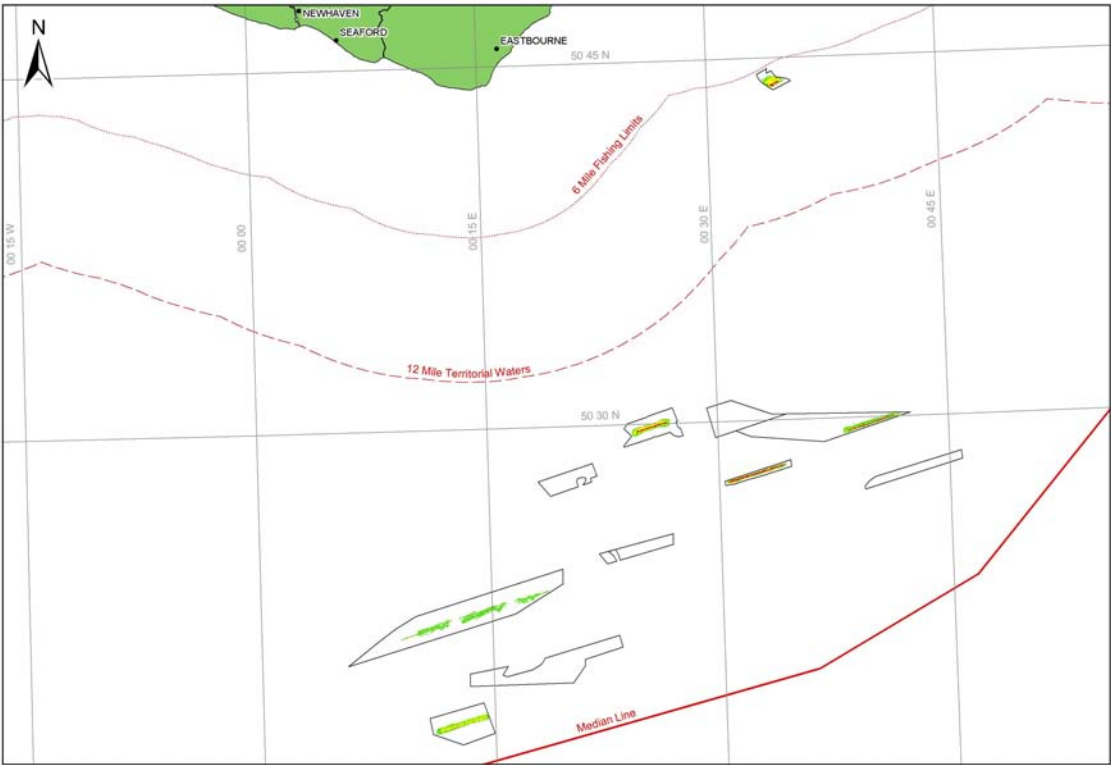 N
NEWHAVEN
SEAFORD
EASTBOURNE
50 45 N
6 Mile Fishing Limits
00 15 W
00 00
00 15 E
00 30 E
00 45 E
12 Mile Territorial Waters
50 30 N
Median Line